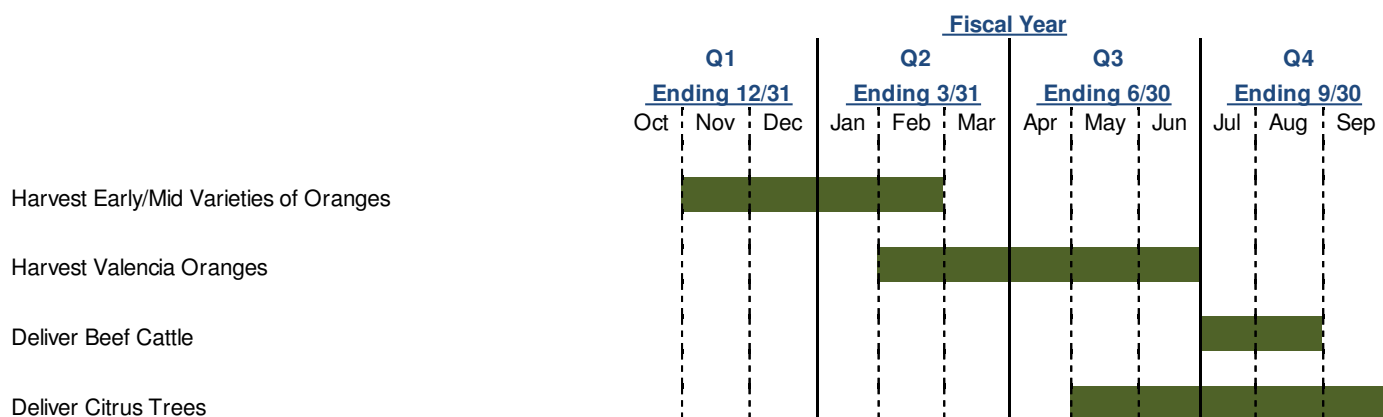 Fiscal Year
Q1 Q2 Q3 Q4
Ending 12/31 Ending 3/31 Ending 6/30 Ending 9/30
Oct Nov Dec Jan Feb Mar Apr May Jun Jul Aug Sep
Harvest Early/Mid Varieties of Oranges
Harvest Valencia Oranges
Deliver Beef Cattle
Deliver Citrus Trees